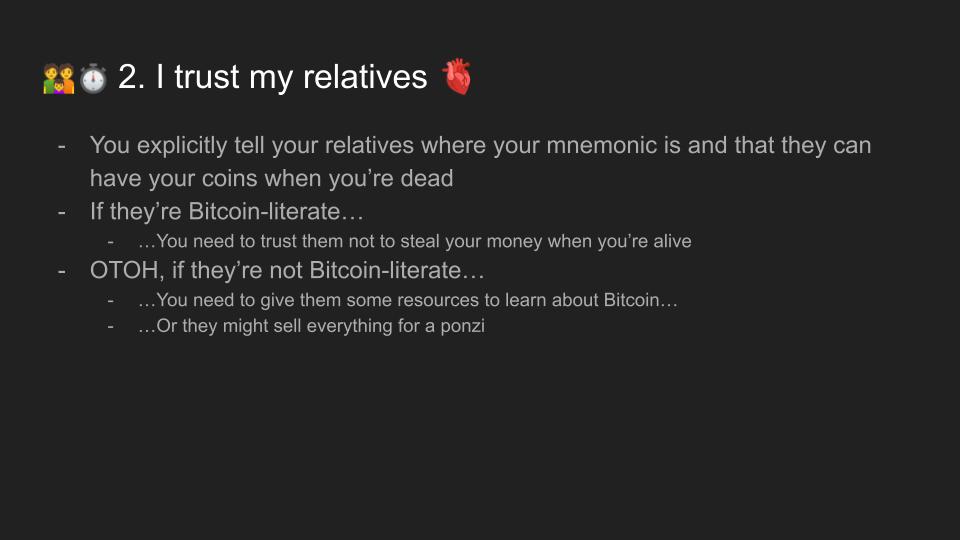 👪⏱️ 2. I trust my relatives 🫀
- You explicitly tell your relatives where your mnemonic is and that they can
have your coins when you’re dead
- If they’re Bitcoin-literate…
- …You need to trust them not to steal your money when you’re alive
- OTOH, if they’re not Bitcoin-literate…
- …You need to give them some resources to learn about Bitcoin…
- …Or they might sell everything for a ponzi